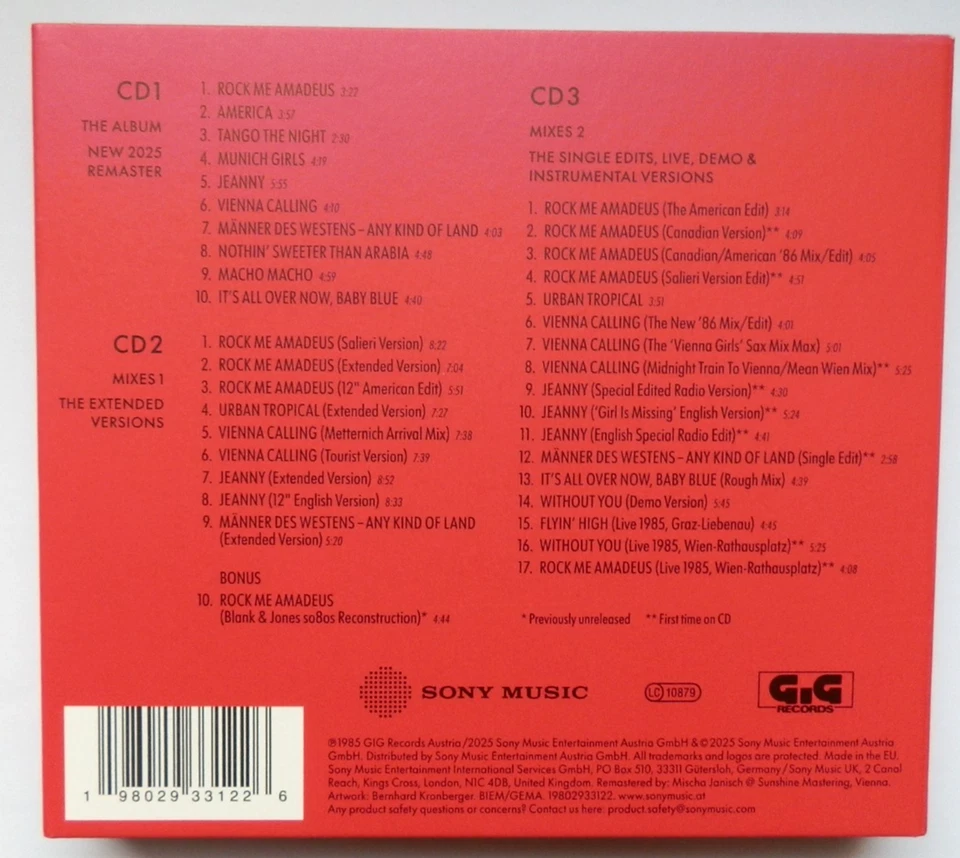 CD1
THE ALBUM
NEW 2025
REMASTER
1. ROCK ME AMADEUS 3:22
2. AMERICA 3:57
3. TANGO THE NIGHT 2:30
4. MUNICH GIRLS 4:19
5. JEANNY 5:55
6. VIENNA CALLING 4:10
7. MÄNNER DES WESTENS – ANY KIND OF LAND 4:03
8. NOTHIN' SWEETER THAN ARABIA 4:48
9. MACHO MACHO 4:59
10. IT'S ALL OVER NOW, BABY BLUE 4:40
CD2
MIXES 1
THE EXTENDED
VERSIONS
1. ROCK ME AMADEUS (Salieri Version) 8:22
2. ROCK ME AMADEUS (Extended Version) 7:04
3. ROCK ME AMADEUS (12" American Edit) 5:51
4. URBAN TROPICAL (Extended Version) 7:27
5. VIENNA CALLING (Metternich Arrival Mix) 7:38
6. VIENNA CALLING (Tourist Version) 7:39
7. JEANNY (Extended Version) 8:52
8. JEANNY (12" English Version) 8:33
9. MÄNNER DES WESTENS – ANY KIND OF LAND
(Extended Version) 5:20
BONUS
10. ROCK ME AMADEUS
(Blank & Jones so80s Reconstruction)* 4:44
CD3
MIXES 2
THE SINGLE EDITS, LIVE, DEMO &
INSTRUMENTAL VERSIONS
1. ROCK ME AMADEUS (The American Edit) 3:14
2. ROCK ME AMADEUS (Canadian Version)** 4:09
3. ROCK ME AMADEUS (Canadian/American '86 Mix/Edit) 4:05
4. ROCK ME AMADEUS (Salieri Version Edit)** 4:51
5. URBAN TROPICAL 3:51
6. VIENNA CALLING (The New '86 Mix/Edit) 4:01
7. VIENNA CALLING (The 'Vienna Girls' Sax Mix Max) 5:01
8. VIENNA CALLING (Midnight Train To Vienna/Mean Wien Mix)** 5:25
9. JEANNY (Special Edited Radio Version)** 4:30
10. JEANNY ('Girl Is Missing' English Version)** 5:24
11. JEANNY (English Special Radio Edit)** 4:41
12. MÄNNER DES WESTENS – ANY KIND OF LAND (Single Edit)** 2:58
13. IT'S ALL OVER NOW, BABY BLUE (Rough Mix) 4:39
14. WITHOUT YOU (Demo Version) 5:45
15. FLYIN' HIGH (Live 1985, Graz-Liebenau) 4:45
16. WITHOUT YOU (Live 1985, Wien-Rathausplatz)** 5:25
17. ROCK ME AMADEUS (Live 1985, Wien-Rathausplatz)** 4:08
* Previously unreleased ** First time on CD
SONY MUSIC
LC 10879
GiG
RECORDS
1 98029 33122 6
℗1985 GIG Records Austria/2025 Sony Music Entertainment Austria GmbH & ©2025 Sony Music Entertainment Austria
GmbH. Distributed by Sony Music Entertainment Austria GmbH. All trademarks and logos are protected. Made in the EU.
Sony Music Entertainment International Services GmbH, PO Box 510, 33311 Gütersloh, Germany/Sony Music UK, 2 Canal
Reach, Kings Cross, London, N1C 4DB, United Kingdom. Remastered by: Mischa Janisch @ Sunshine Mastering, Vienna.
Artwork: Bernhard Kronberger. BIEM/GEMA. 19802933122. www.sonymusic.at
Any product safety questions or concerns? Contact us here: product.safety@sonymusic.com